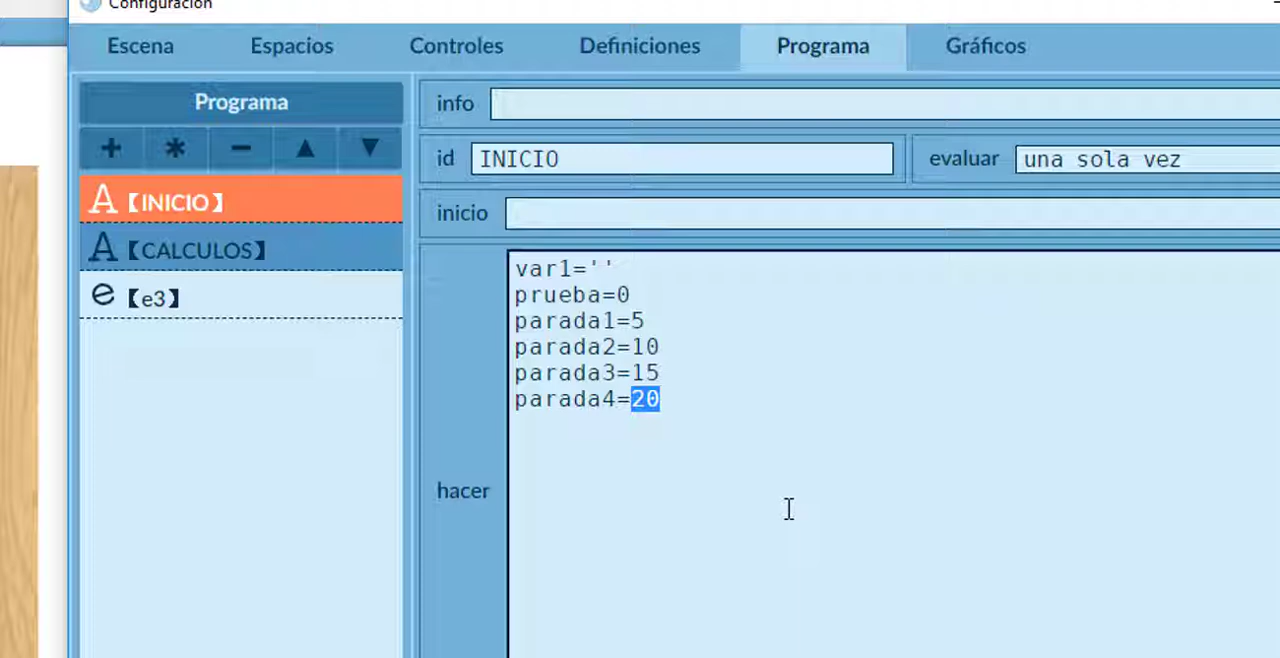 Configuración
Escena Espacios Controles Definiciones Programa Gráficos
Programa
+ * − ▲ ▼
A 【INICIO】
A 【CALCULOS】
e 【e3】
info
id INICIO evaluar una sola vez
inicio
hacer
var1=''
prueba=0
parada1=5
parada2=10
parada3=15
parada4=20